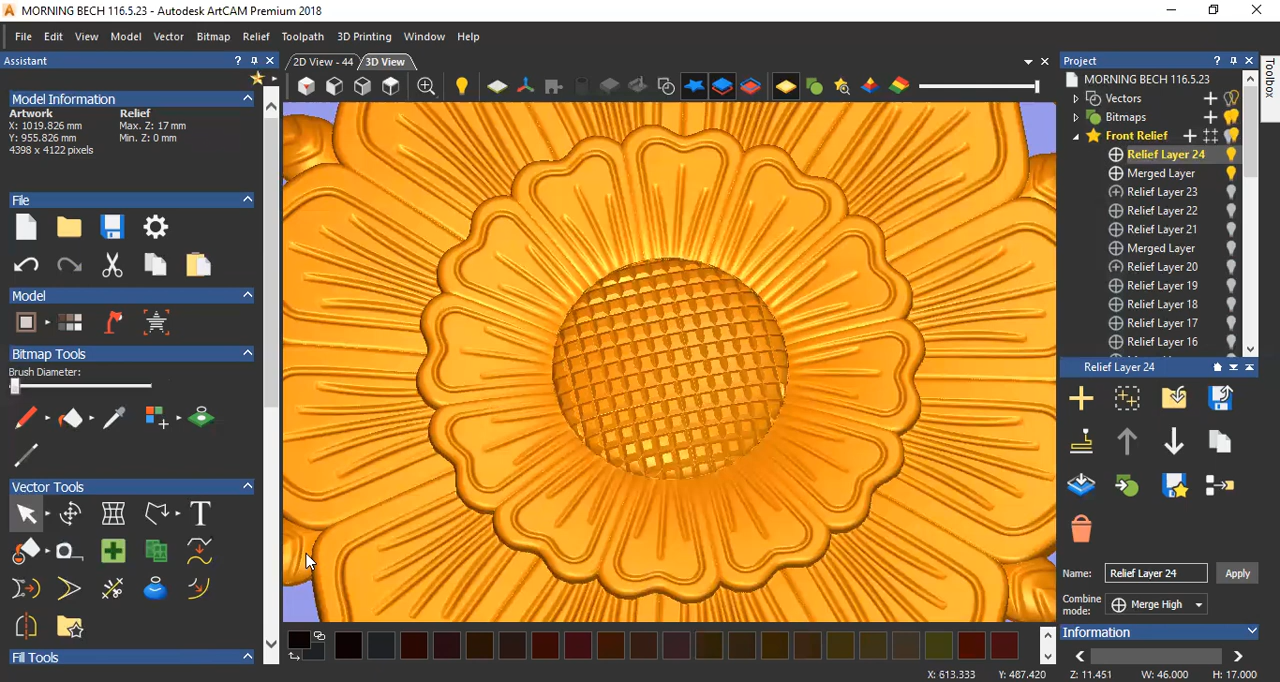 MORNING BECH 116.5.23 - Autodesk ArtCAM Premium 2018
File Edit View Model Vector Bitmap Relief Toolpath 3D Printing Window Help
Assistant
Model Information
Artwork Relief
X: 1019.826 mm Max. Z: 17 mm
Y: 955.826 mm Min. Z: 0 mm
4398 x 4122 pixels
File
Model
Bitmap Tools
Brush Diameter:
Vector Tools
Fill Tools
2D View - 44 3D View
Project
MORNING BECH 116.5.23
Vectors
Bitmaps
Front Relief
Relief Layer 24
Merged Layer
Relief Layer 23
Relief Layer 22
Relief Layer 21
Merged Layer
Relief Layer 20
Relief Layer 19
Relief Layer 18
Relief Layer 17
Relief Layer 16
Toolbox
Relief Layer 24
Name: Relief Layer 24 Apply
Combine
mode: Merge High
Information
X: 613.333 Y: 487.420 Z: 11.451 W: 46.000 H: 17.000